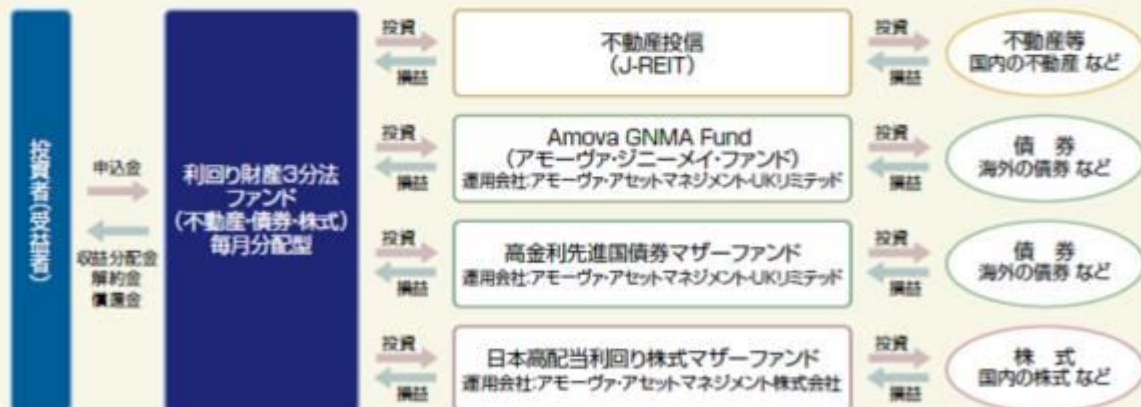 投資者(受益者)
申込金
収益分配金
解約金
償還金
利回り財産3分法
ファンド
(不動産・債券・株式)
毎月分配型
投資
損益
不動産投信
(J-REIT)
投資
損益
不動産等
国内の不動産 など
投資
損益
Amova GNMA Fund
(アモーヴァ・ジニーメイ・ファンド)
運用会社:アモーヴァ・アセットマネジメント・UKリミテッド
投資
損益
債 券
海外の債券 など
投資
損益
高金利先進国債券マザーファンド
運用会社:アモーヴァ・アセットマネジメント・UKリミテッド
投資
損益
債 券
海外の債券 など
投資
損益
日本高配当利回り株式マザーファンド
運用会社:アモーヴァ・アセットマネジメント株式会社
投資
損益
株 式
国内の株式 など